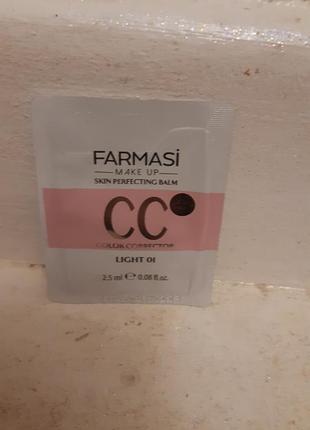 FARMASİ
MAKE UP
SKIN PERFECTING BALM
CC
COLOR CORRECTOR
LIGHT 01
2.5 ml ℮ 0.08 fl.oz.